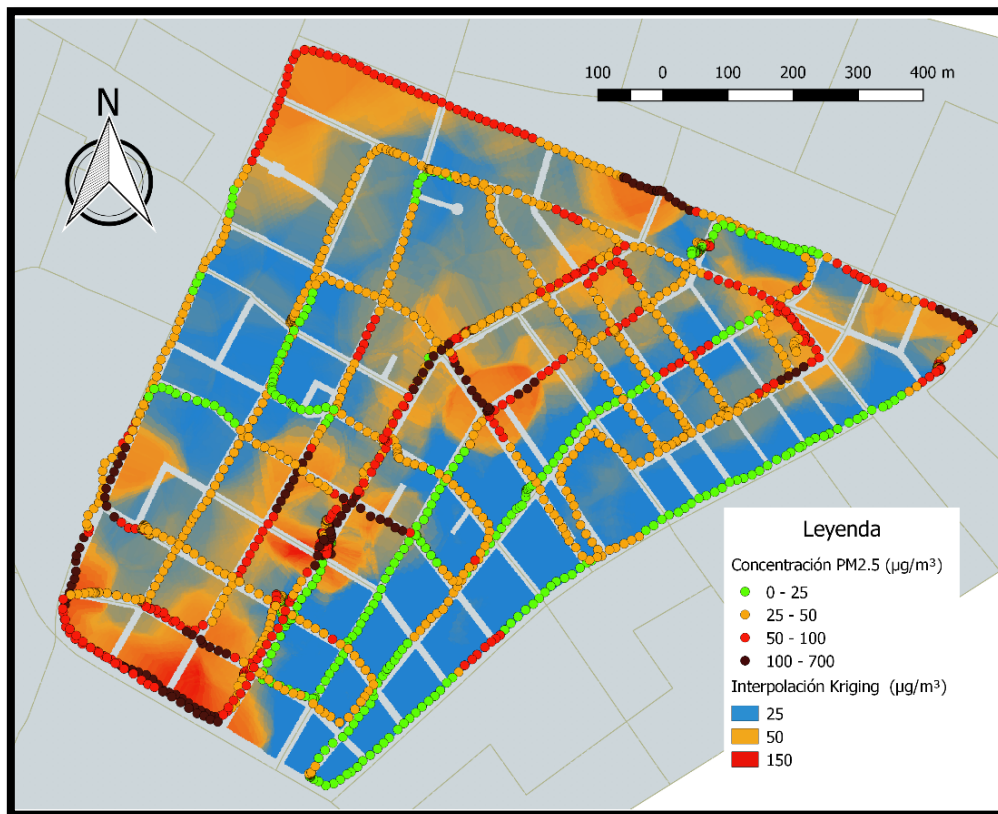 N
100 0 100 200 300 400 m
Leyenda
Concentración PM2.5 (µg/m³)
0 - 25
25 - 50
50 - 100
100 - 700
Interpolación Kriging (µg/m³)
25
50
150